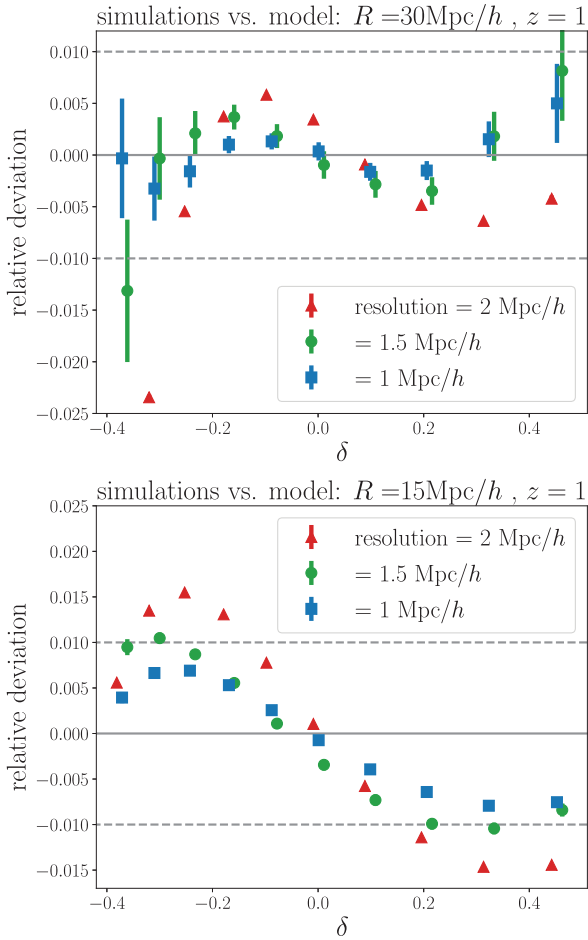 simulations vs. model: R =30Mpc/h , z = 1
relative deviation
0.010
0.005
0.000
−0.005
−0.010
−0.015
−0.020
−0.025
resolution = 2 Mpc/h
= 1.5 Mpc/h
= 1 Mpc/h
−0.4 −0.2 0.0 0.2 0.4
δ
simulations vs. model: R =15Mpc/h , z = 1
relative deviation
0.025
0.020
0.015
0.010
0.005
0.000
−0.005
−0.010
−0.015
resolution = 2 Mpc/h
= 1.5 Mpc/h
= 1 Mpc/h
−0.4 −0.2 0.0 0.2 0.4
δ